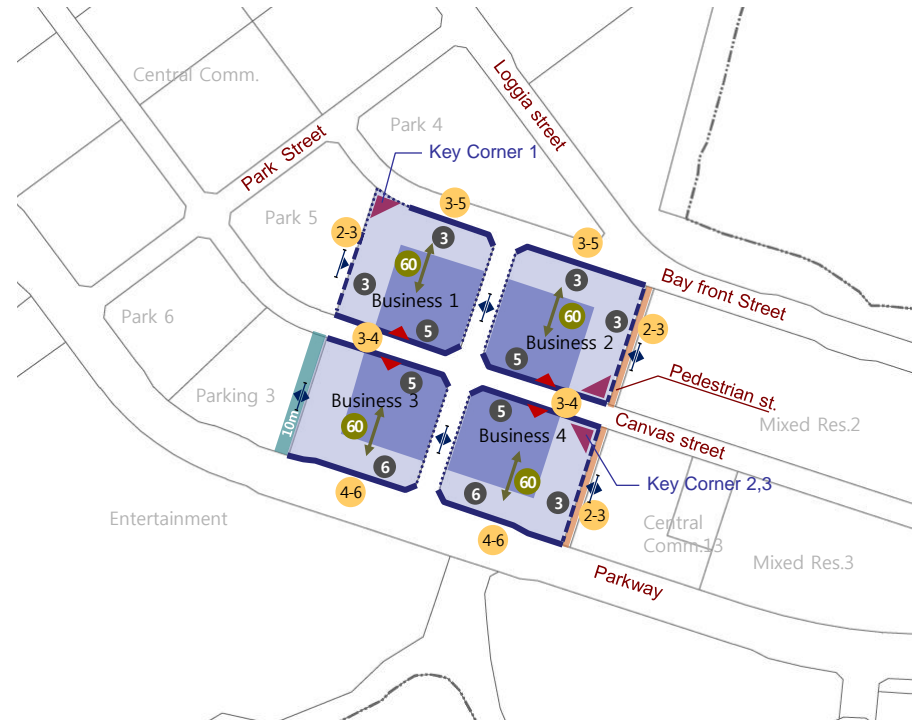 Central Comm.
Loggia street
Park 4
Park Street
Key Corner 1
3-5
Park 5
2-3
3
3-5
60
3
Bay front Street
3
Business 1
60
3
2-3
Park 6
5
Business 2
3-4
5
Pedestrian st.
Parking 3
5
3-4
Business 3
5
Mixed Res.2
10m
60
Business 4
Canvas street
6
60
Key Corner 2,3
4-6
6
3
2-3
Entertainment
Central
Comm.13
4-6
Mixed Res.3
Parkway